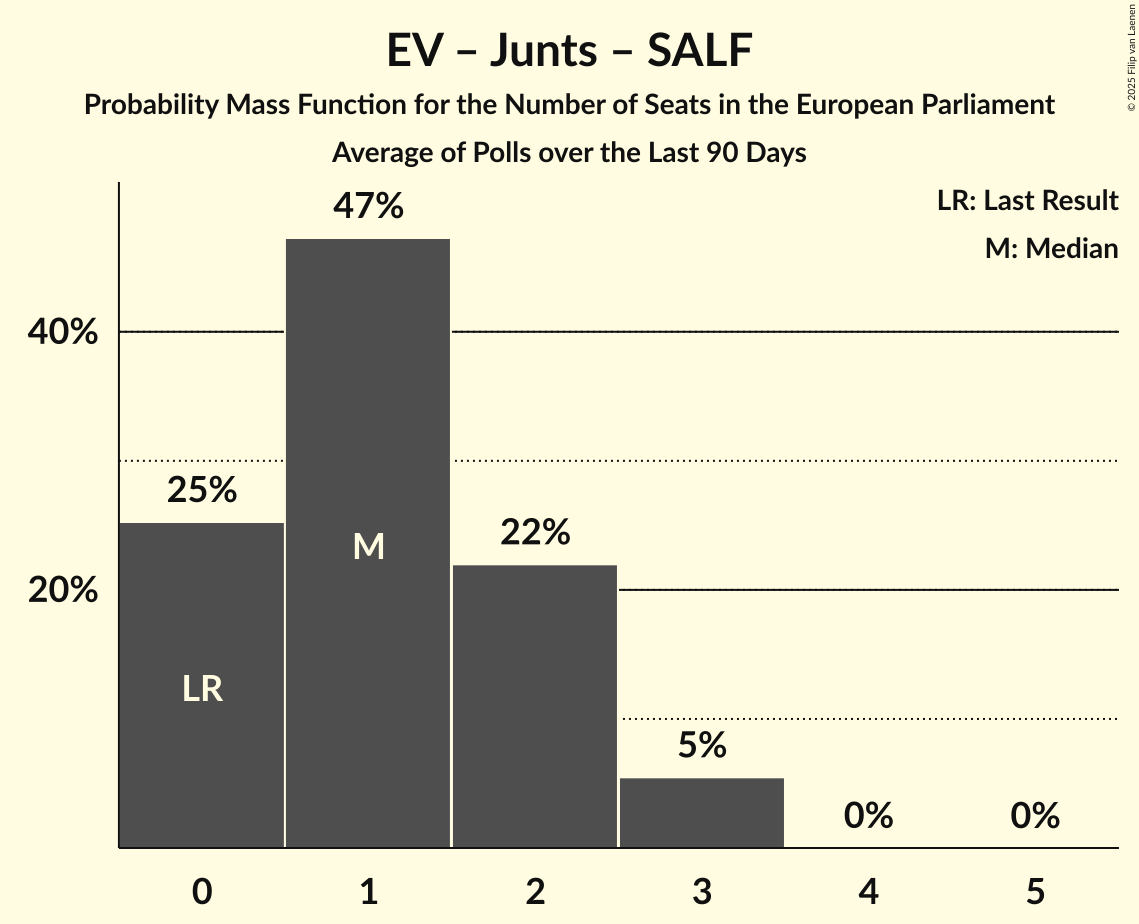 EV – Junts – SALF
Probability Mass Function for the Number of Seats in the European Parliament
Average of Polls over the Last 90 Days
© 2025 Filip van Laenen
LR: Last Result
M: Median
47%
40%
25%
22%
20%
M
LR
5%
0%
0%
0
1
2
3
4
5